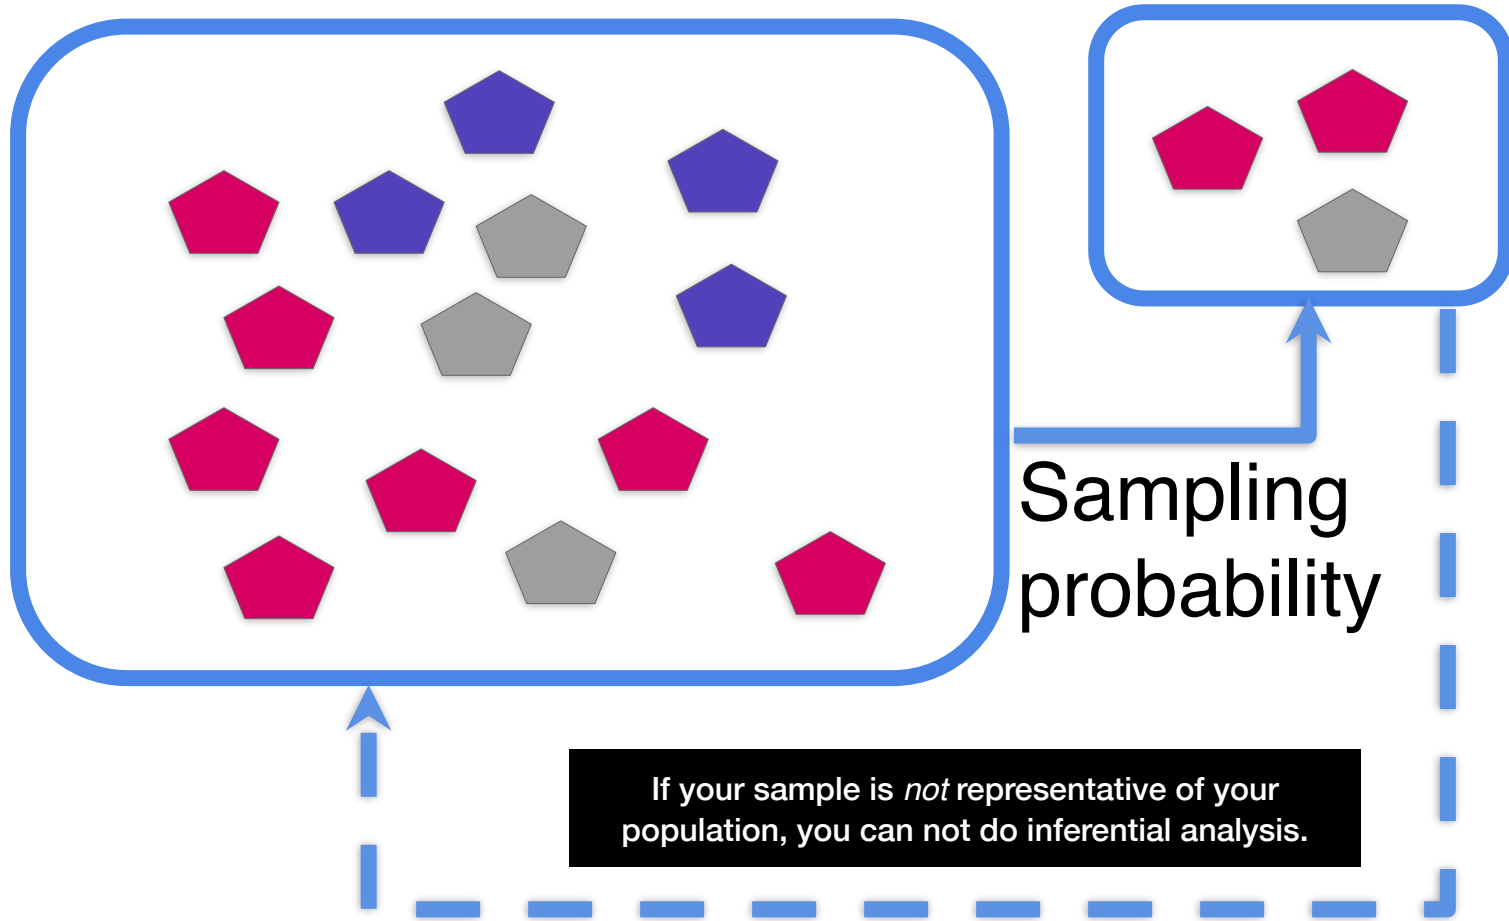 Sampling
probability
If your sample is not representative of your
population, you can not do inferential analysis.